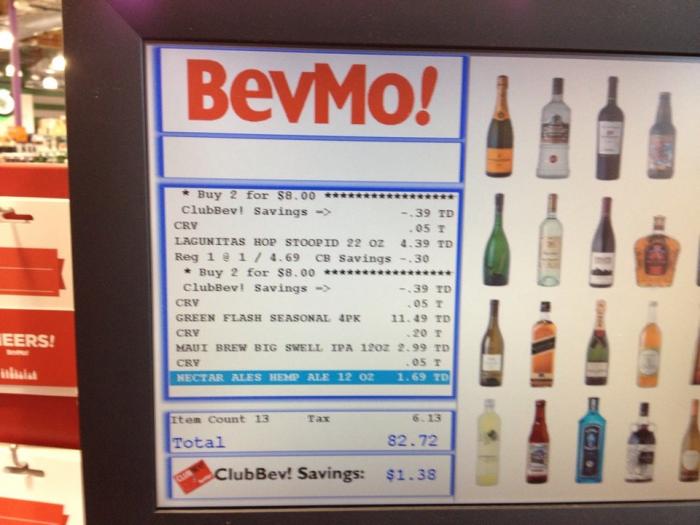 BevMo!
* Buy 2 for $8.00 ******************
ClubBev! Savings => -.39 TD
CRV .05 T
LAGUNITAS HOP STOOPID 22 OZ 4.39 TD
Reg 1 @ 1 / 4.69 CB Savings -.30
* Buy 2 for $8.00 ******************
ClubBev! Savings => -.39 TD
CRV .05 T
GREEN FLASH SEASONAL 4PK 11.49 TD
CRV .20 T
MAUI BREW BIG SWELL IPA 12OZ 2.99 TD
CRV .05 T
NECTAR ALES HEMP ALE 12 OZ 1.69 TD
Item Count 13 Tax 6.13
Total 82.72
ClubBev! Savings: $1.38
EERS!
BevMo!